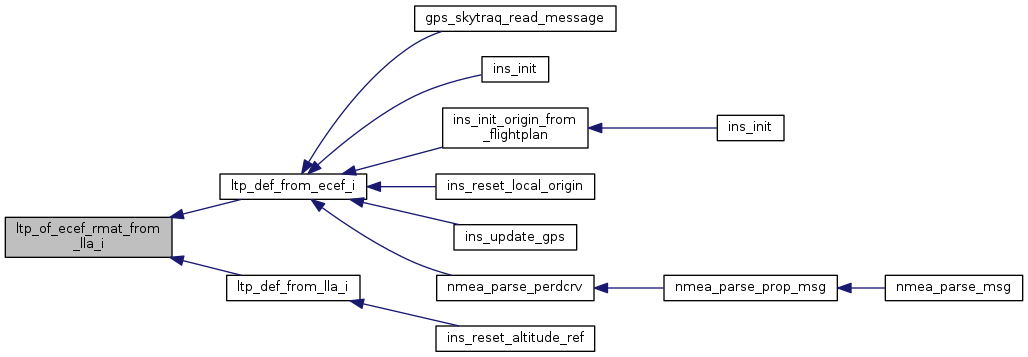 gps_skytraq_read_message
ins_init
ins_init_origin_from
_flightplan
ins_init
ltp_def_from_ecef_i
ins_reset_local_origin
ltp_of_ecef_rmat_from
_lla_i
ins_update_gps
ltp_def_from_lla_i
nmea_parse_perdcrv
nmea_parse_prop_msg
nmea_parse_msg
ins_reset_altitude_ref